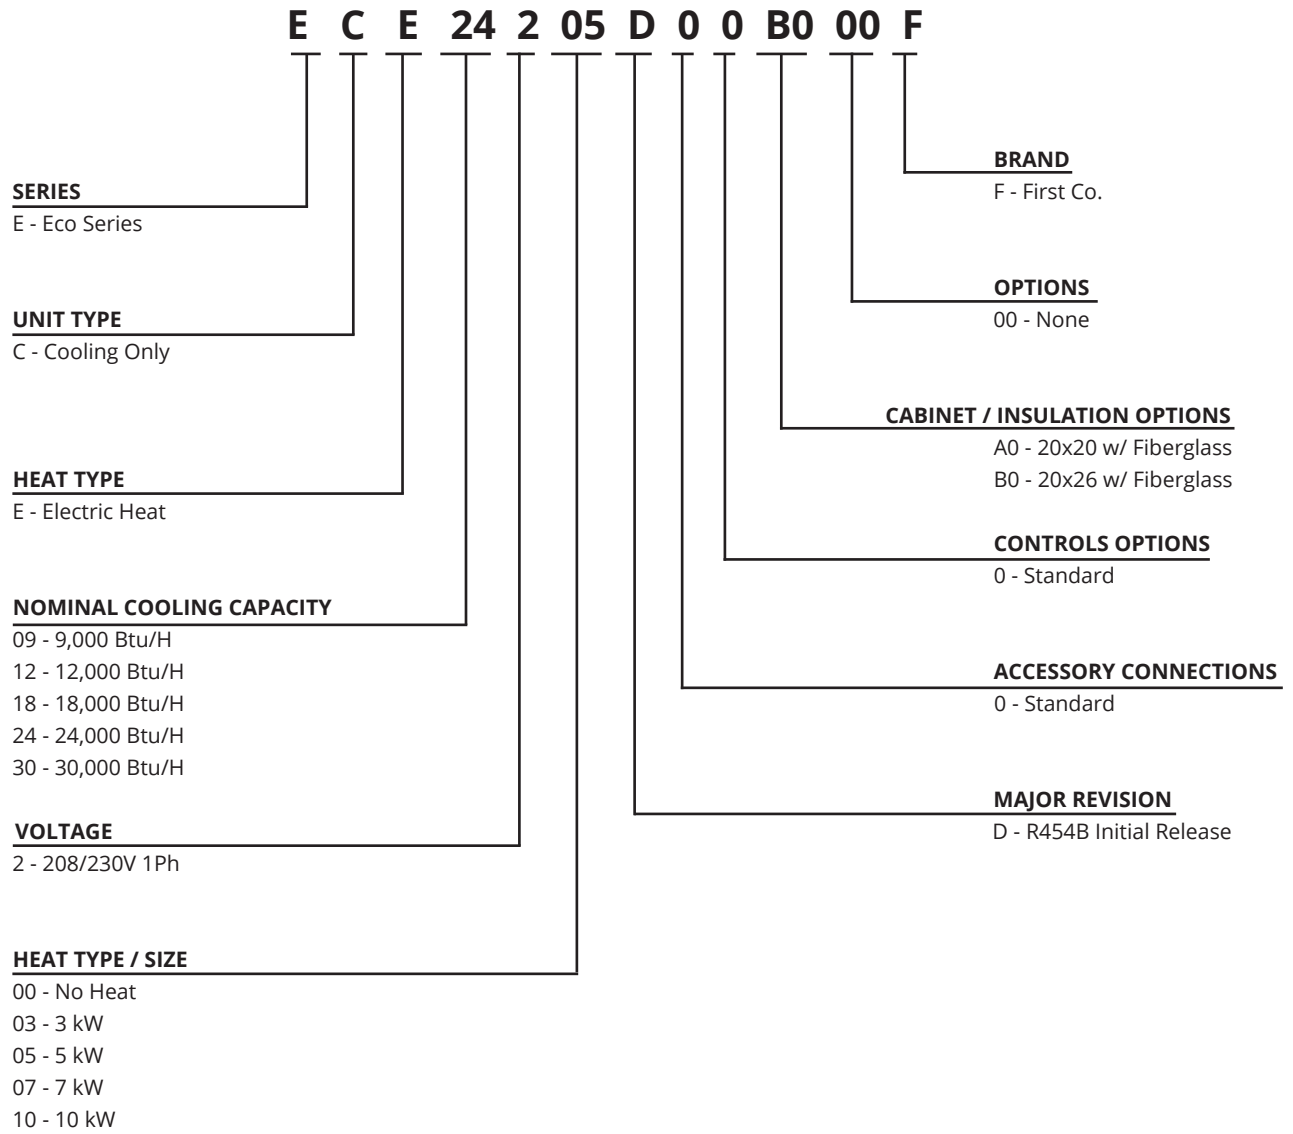 E C E 24 2 05 D 0 0 B0 00 F
SERIES
E - Eco Series
UNIT TYPE
C - Cooling Only
HEAT TYPE
E - Electric Heat
NOMINAL COOLING CAPACITY
09 - 9,000 Btu/H
12 - 12,000 Btu/H
18 - 18,000 Btu/H
24 - 24,000 Btu/H
30 - 30,000 Btu/H
VOLTAGE
2 - 208/230V 1Ph
HEAT TYPE / SIZE
00 - No Heat
03 - 3 kW
05 - 5 kW
07 - 7 kW
10 - 10 kW
BRAND
F - First Co.
OPTIONS
00 - None
CABINET / INSULATION OPTIONS
A0 - 20x20 w/ Fiberglass
B0 - 20x26 w/ Fiberglass
CONTROLS OPTIONS
0 - Standard
ACCESSORY CONNECTIONS
0 - Standard
MAJOR REVISION
D - R454B Initial Release